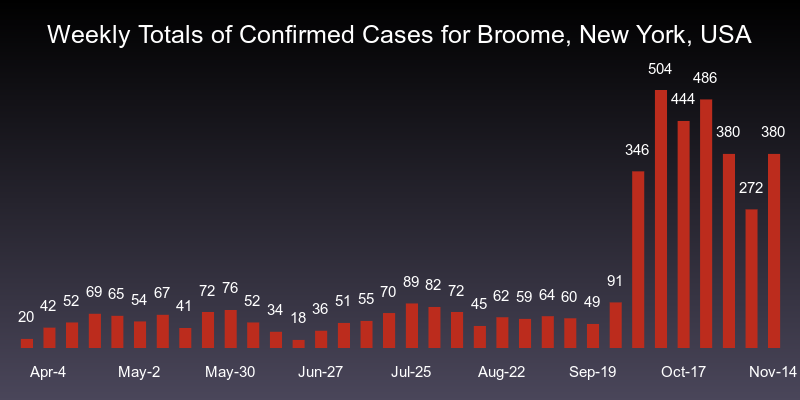 Weekly Totals of Confirmed Cases for Broome, New York, USA
20 42 52 69 65 54 67 41 72 76 52 34 18 36 51 55 70 89 82 72 45 62 59 64 60 49 91 346 504 444 486 380 272 380
Apr-4 May-2 May-30 Jun-27 Jul-25 Aug-22 Sep-19 Oct-17 Nov-14